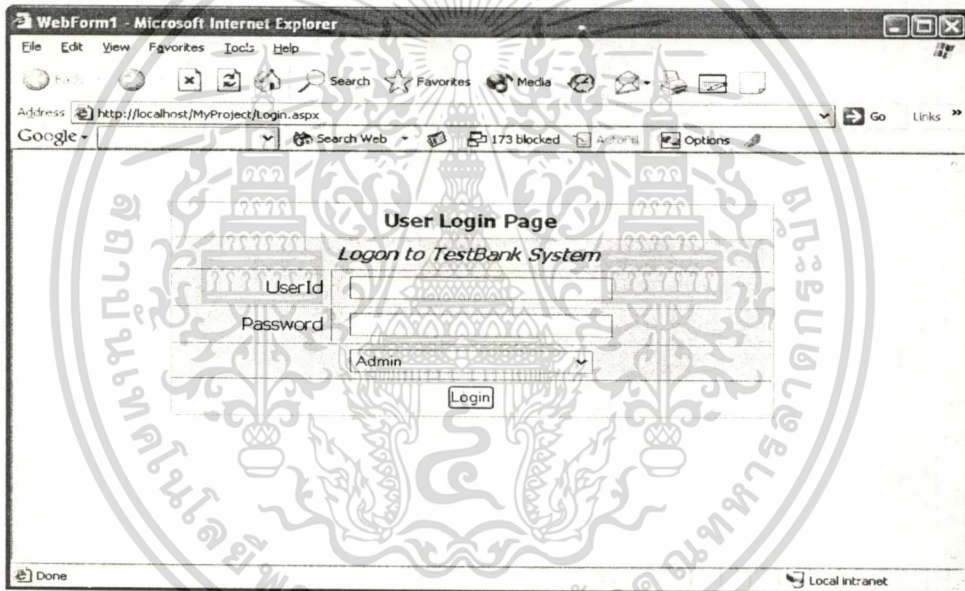 WebForm1 - Microsoft Internet Explorer
File Edit View Favorites Tools Help
Search Favorites Media
Address http://localhost/MyProject/Login.aspx Go Links »
Google Search Web 173 blocked Options
User Login Page
Logon to TestBank System
UserId
Password
Admin
Login
Done Local intranet